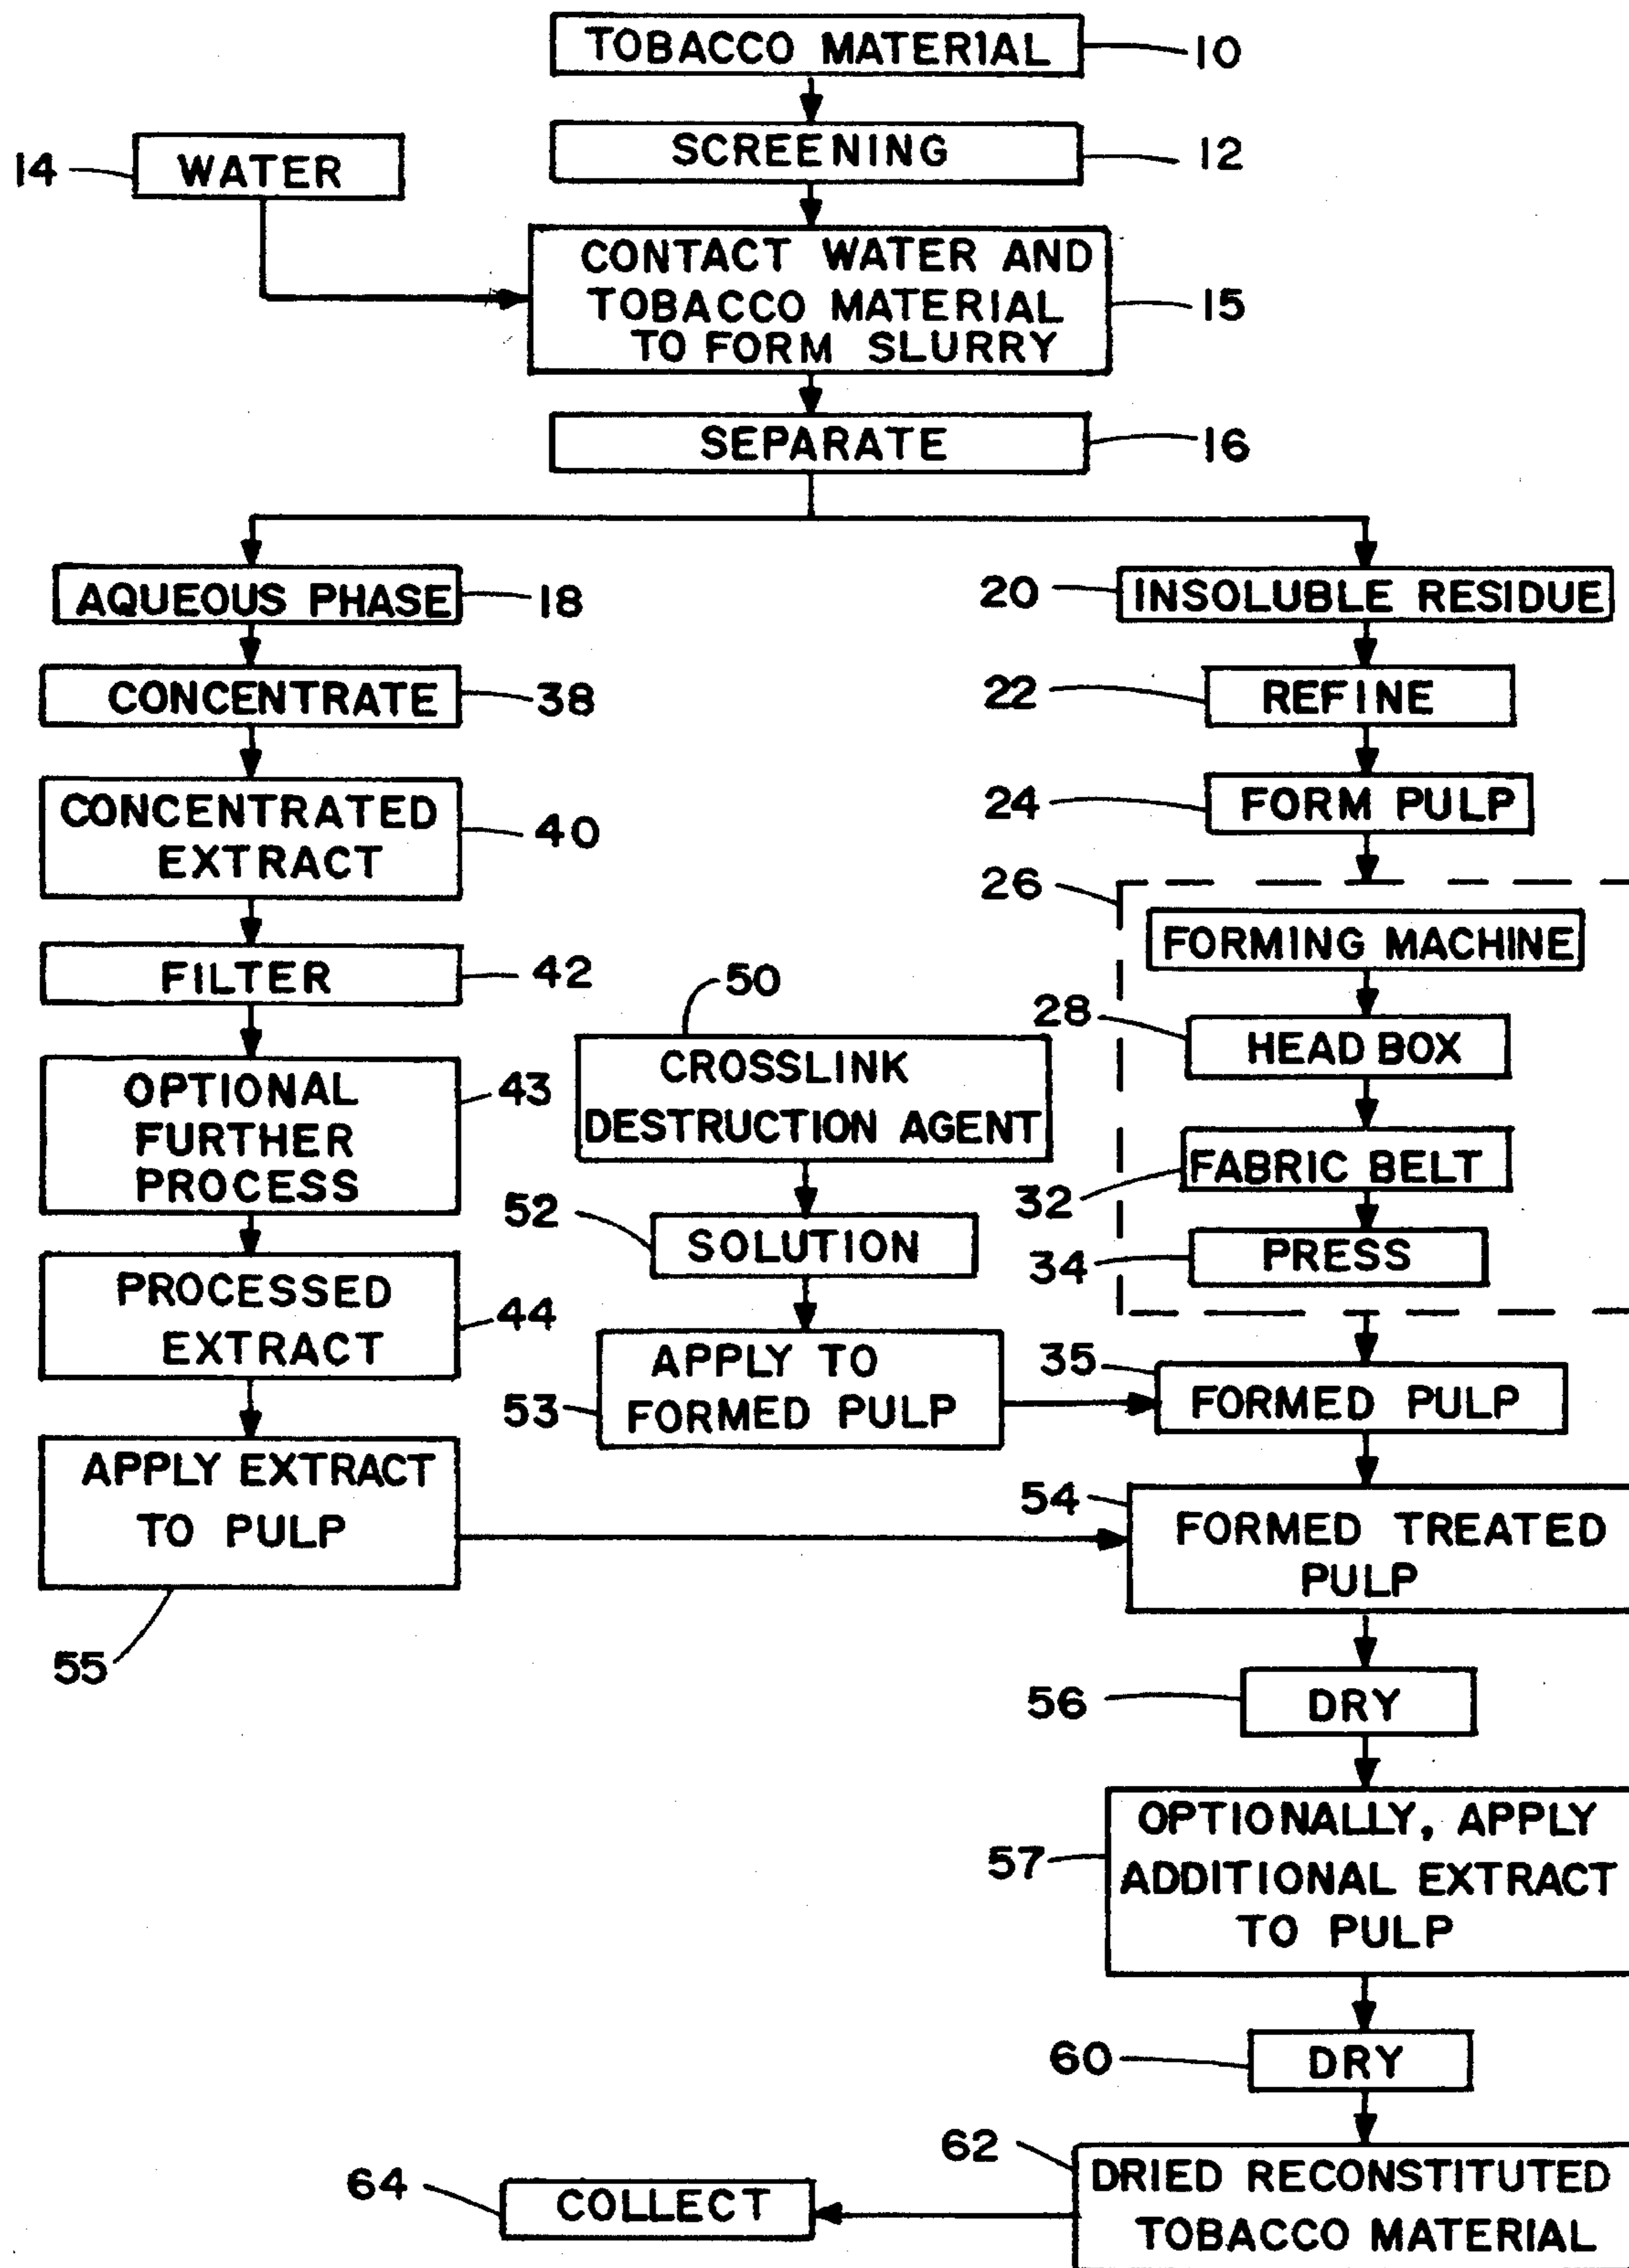 TOBACCO MATERIAL
10
SCREENING
12
14
WATER
CONTACT WATER AND
TOBACCO MATERIAL
TO FORM SLURRY
15
SEPARATE
16
AQUEOUS PHASE
18
CONCENTRATE
38
CONCENTRATED
EXTRACT
40
FILTER
42
OPTIONAL
FURTHER
PROCESS
43
PROCESSED
EXTRACT
44
APPLY EXTRACT
TO PULP
55
50
CROSSLINK
DESTRUCTION AGENT
52
SOLUTION
53
APPLY TO
FORMED PULP
20
INSOLUBLE RESIDUE
22
REFINE
24
FORM PULP
26
FORMING MACHINE
28
HEAD BOX
32
FABRIC BELT
34
PRESS
35
FORMED PULP
54
FORMED TREATED
PULP
56
DRY
57
OPTIONALLY, APPLY
ADDITIONAL EXTRACT
TO PULP
60
DRY
62
DRIED RECONSTITUTED
TOBACCO MATERIAL
64
COLLECT